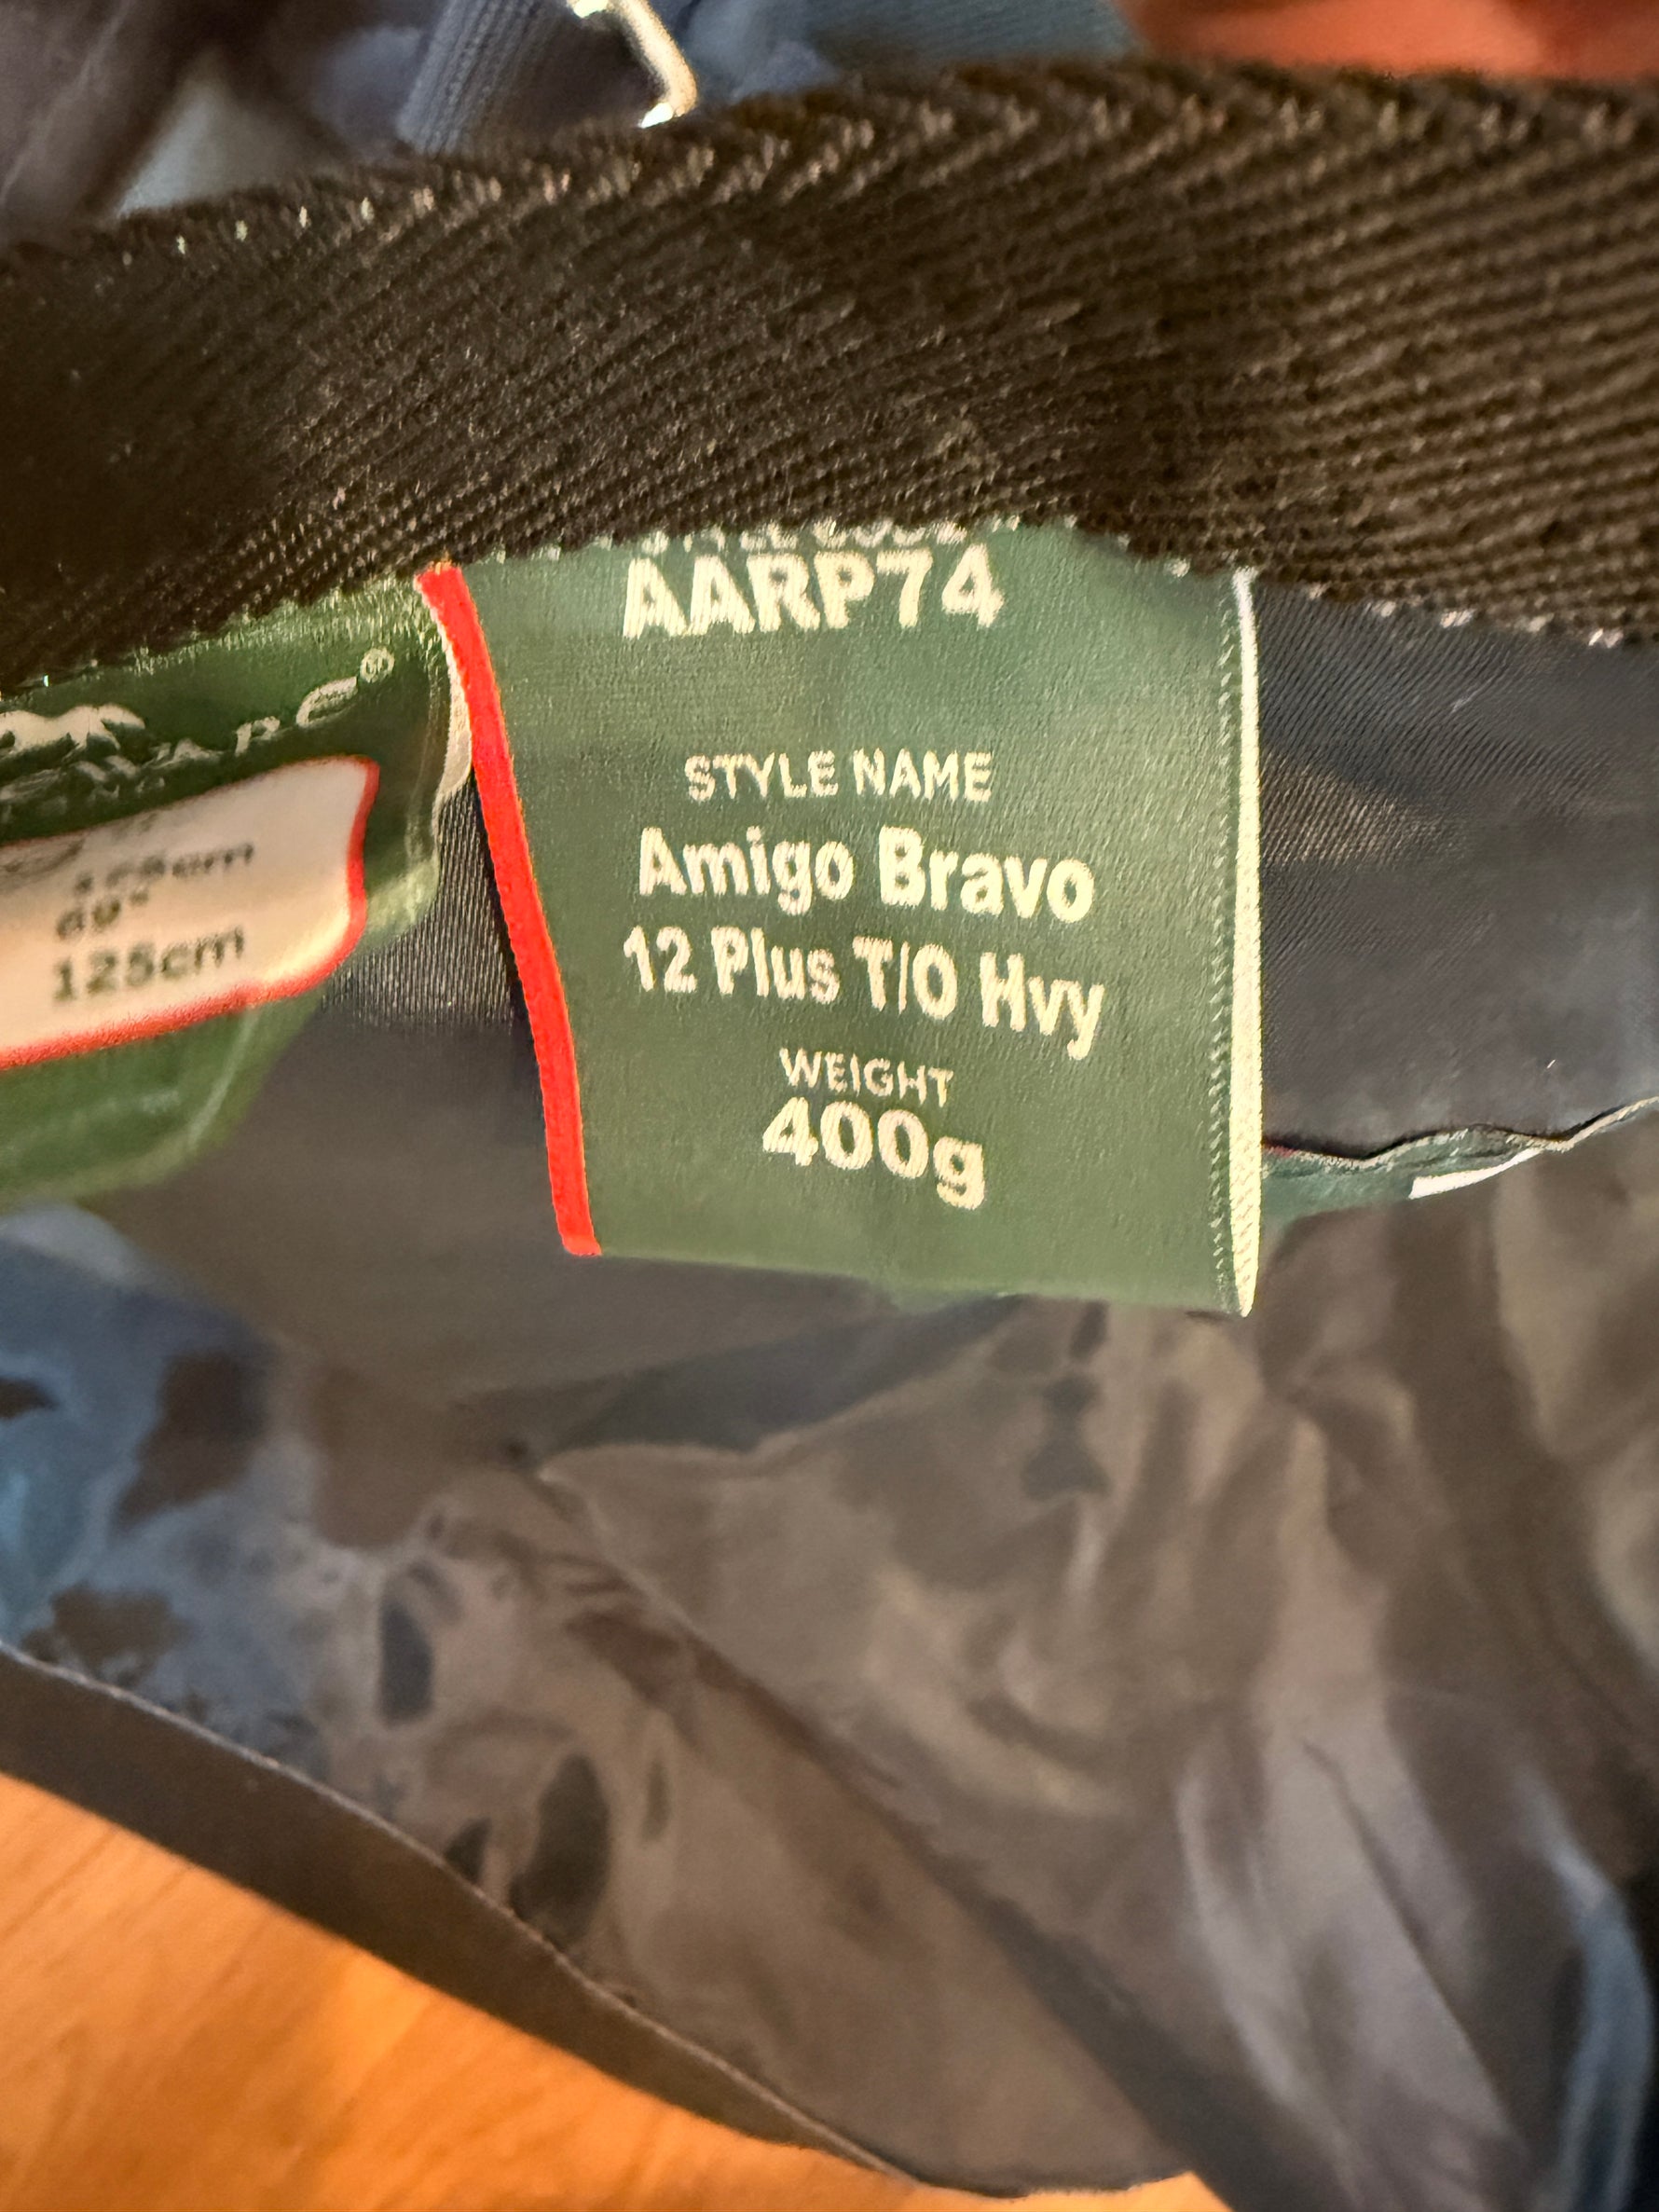 AARP74
STYLE NAME
Amigo Bravo
12 Plus T/O Hvy
WEIGHT
400g
69"
125cm